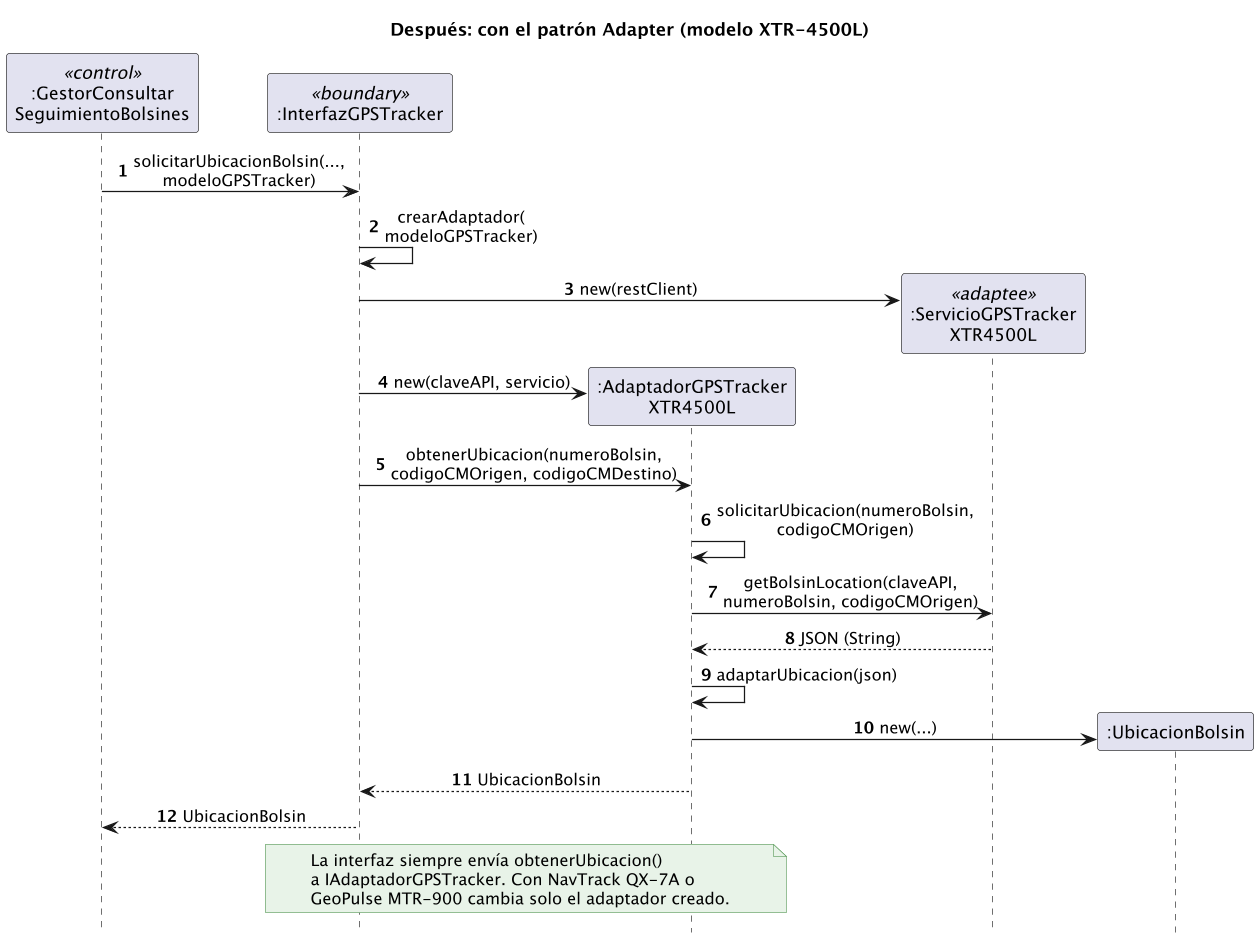 Después: con el patrón Adapter (modelo XTR-4500L)
«control»
:GestorConsultar
SeguimientoBolsines
«boundary»
:InterfazGPSTracker
1 solicitarUbicacionBolsin(...,
modeloGPSTracker)
2 crearAdaptador(
modeloGPSTracker)
3 new(restClient)
«adaptee»
:ServicioGPSTracker
XTR4500L
4 new(claveAPI, servicio)
:AdaptadorGPSTracker
XTR4500L
5 obtenerUbicacion(numeroBolsin,
codigoCMOrigen, codigoCMDestino)
6 solicitarUbicacion(numeroBolsin,
codigoCMOrigen)
7 getBolsinLocation(claveAPI,
numeroBolsin, codigoCMOrigen)
8 JSON (String)
9 adaptarUbicacion(json)
10 new(...)
:UbicacionBolsin
11 UbicacionBolsin
12 UbicacionBolsin
La interfaz siempre envía obtenerUbicacion()
a IAdaptadorGPSTracker. Con NavTrack QX-7A o
GeoPulse MTR-900 cambia solo el adaptador creado.